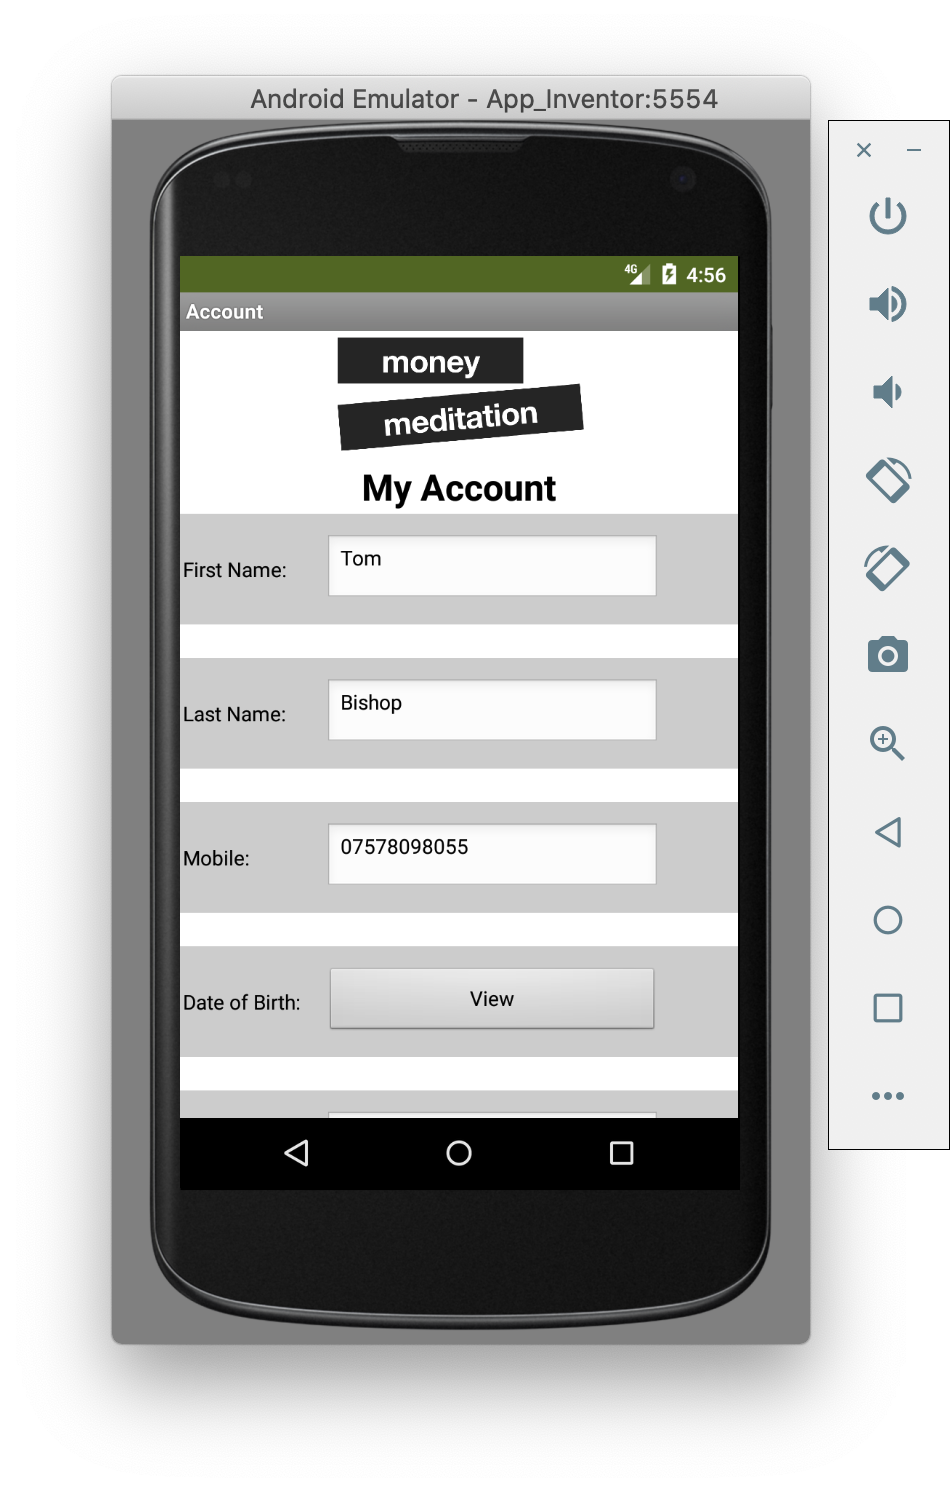 Android Emulator - App_Inventor:5554
4G 4:56
Account
money
meditation
My Account
First Name: Tom
Last Name: Bishop
Mobile: 07578098055
Date of Birth: View